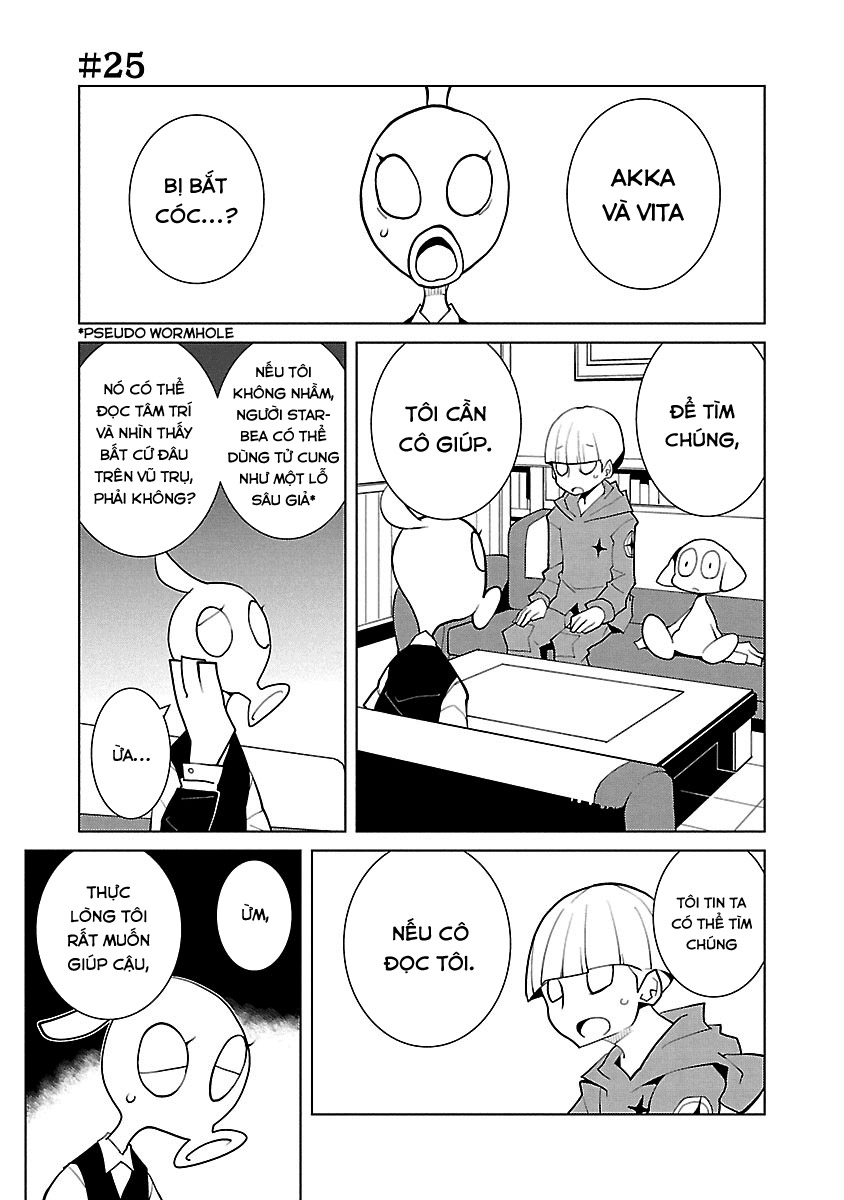 #25
AKKA
VÀ VITA
BỊ BẮT
CÓC...?
*PSEUDO WORMHOLE
ĐỂ TÌM
CHÚNG,
TÔI CẦN
CÔ GIÚP.
NẾU TÔI
KHÔNG NHẦM,
NGƯỜI STAR-
BEA CÓ THỂ
DÙNG TỬ CUNG
NHƯ MỘT LỖ
SÂU GIẢ*
NÓ CÓ THỂ
ĐỌC TÂM TRÍ
VÀ NHÌN THẤY
BẤT CỨ ĐÂU
TRÊN VŨ TRỤ,
PHẢI KHÔNG?
ỪA...
TÔI TIN TA
CÓ THỂ TÌM
CHÚNG
NẾU CÔ
ĐỌC TÔI.
ỪM,
THỰC
LÒNG TÔI
RẤT MUỐN
GIÚP CẬU,